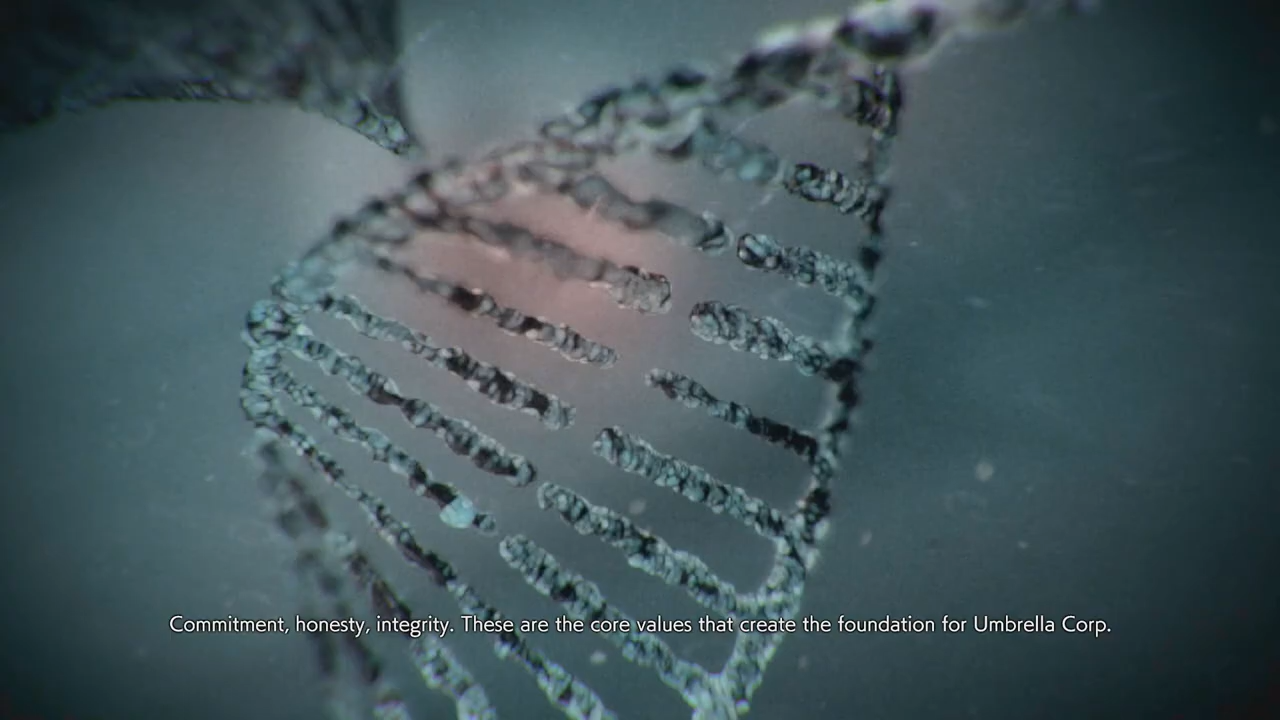 Commitment, honesty, integrity. These are the core values that create the foundation for Umbrella Corp.